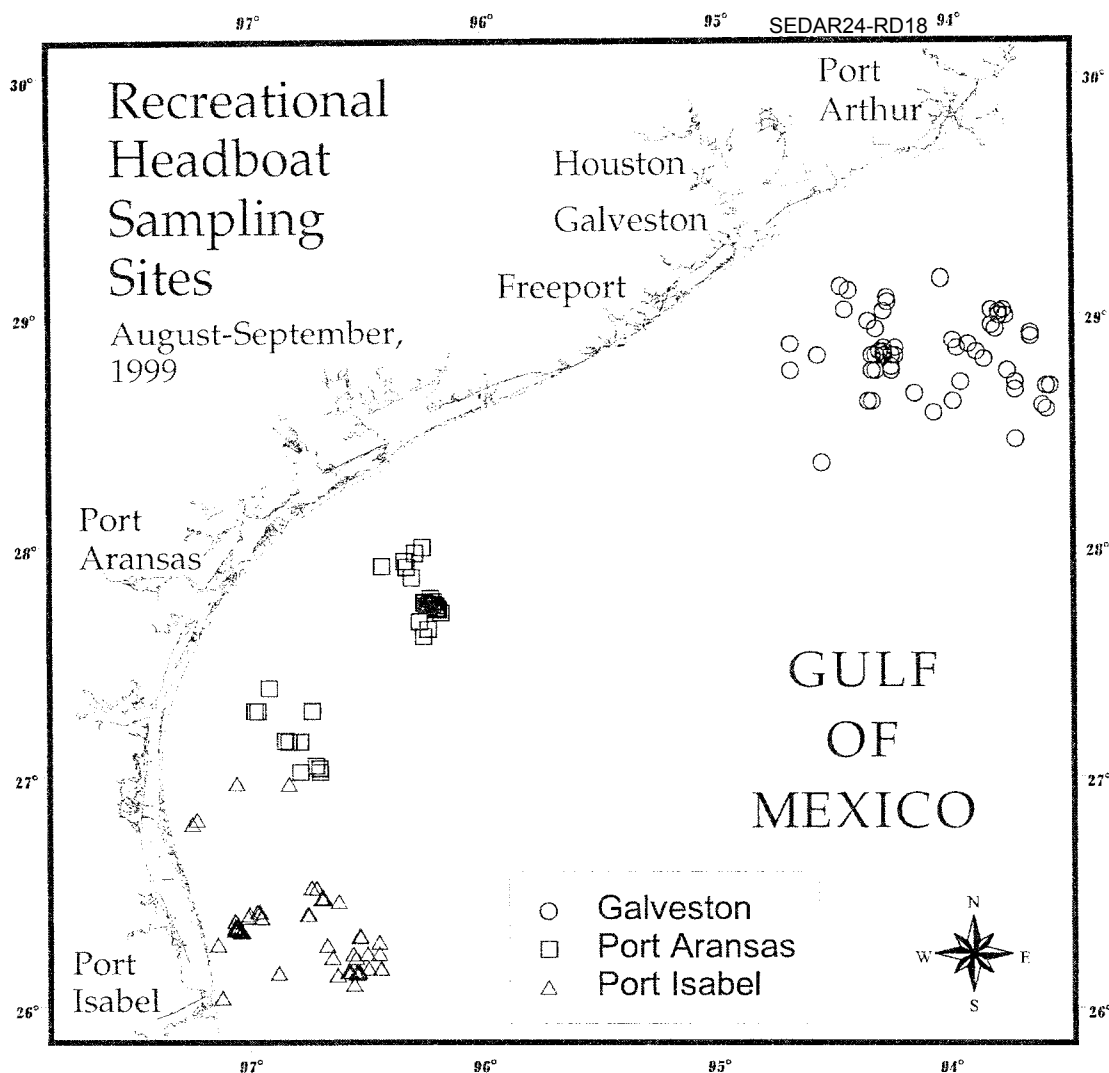 97°
96°
95°
94°
SEDAR24-RD18
30°
30°
Recreational
Headboat
Sampling
Sites
August-September,
1999
Port
Arthur
Houston
Galveston
Freeport
29°
29°
Port
Aransas
28°
28°
GULF
OF
MEXICO
27°
27°
Galveston
Port Aransas
Port Isabel
N
W
E
S
Port
Isabel
26°
26°
97°
96°
95°
94°